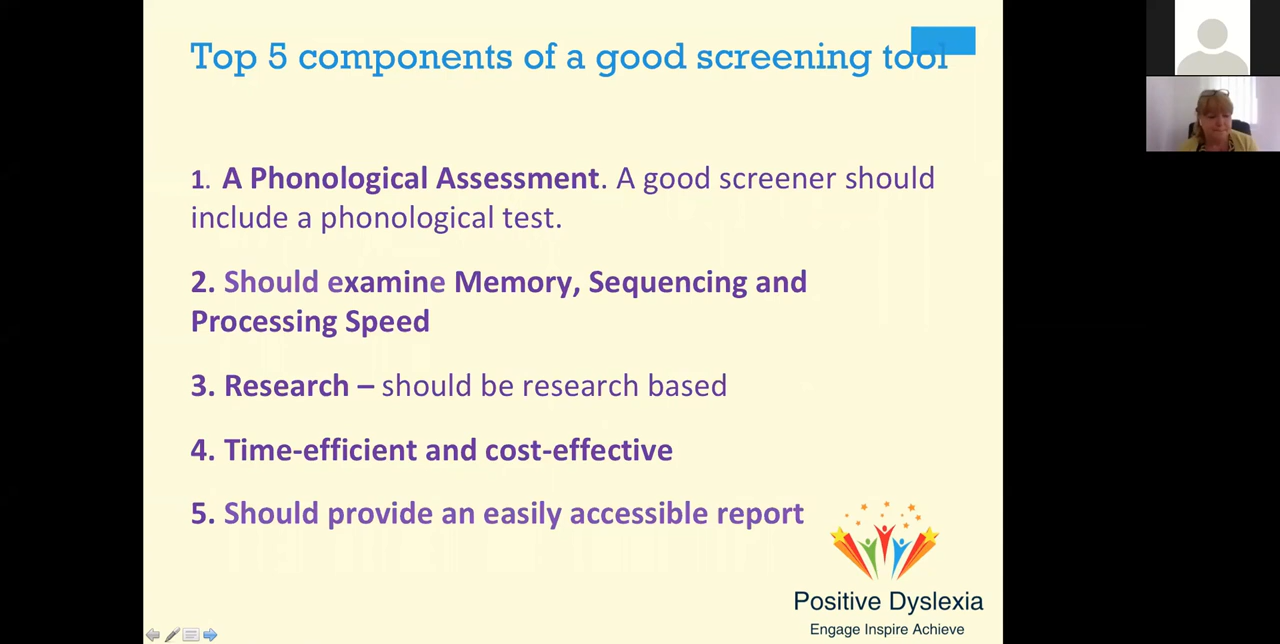 Top 5 components of a good screening tool
1. A Phonological Assessment. A good screener should
include a phonological test.
2. Should examine Memory, Sequencing and
Processing Speed
3. Research – should be research based
4. Time-efficient and cost-effective
5. Should provide an easily accessible report
Positive Dyslexia
Engage Inspire Achieve